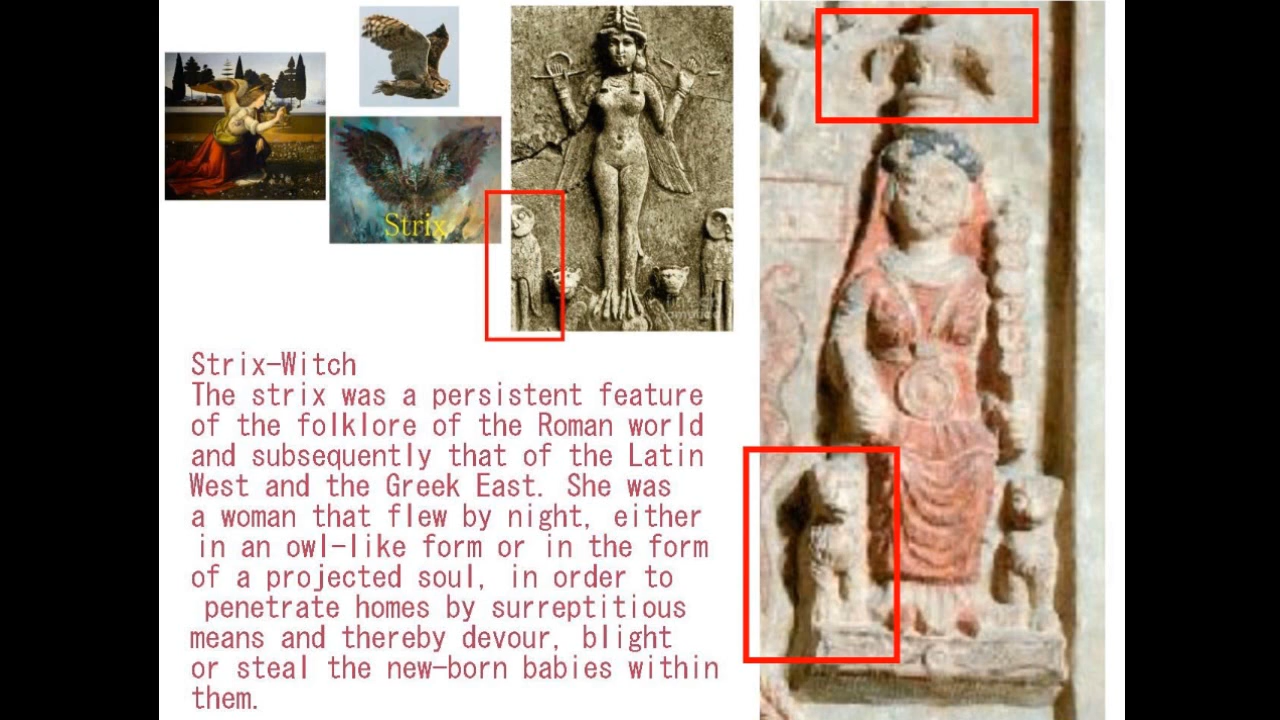 Strix
Strix-Witch
The strix was a persistent feature
of the folklore of the Roman world
and subsequently that of the Latin
West and the Greek East. She was
a woman that flew by night, either
in an owl-like form or in the form
of a projected soul, in order to
penetrate homes by surreptitious
means and thereby devour, blight
or steal the new-born babies within
them.